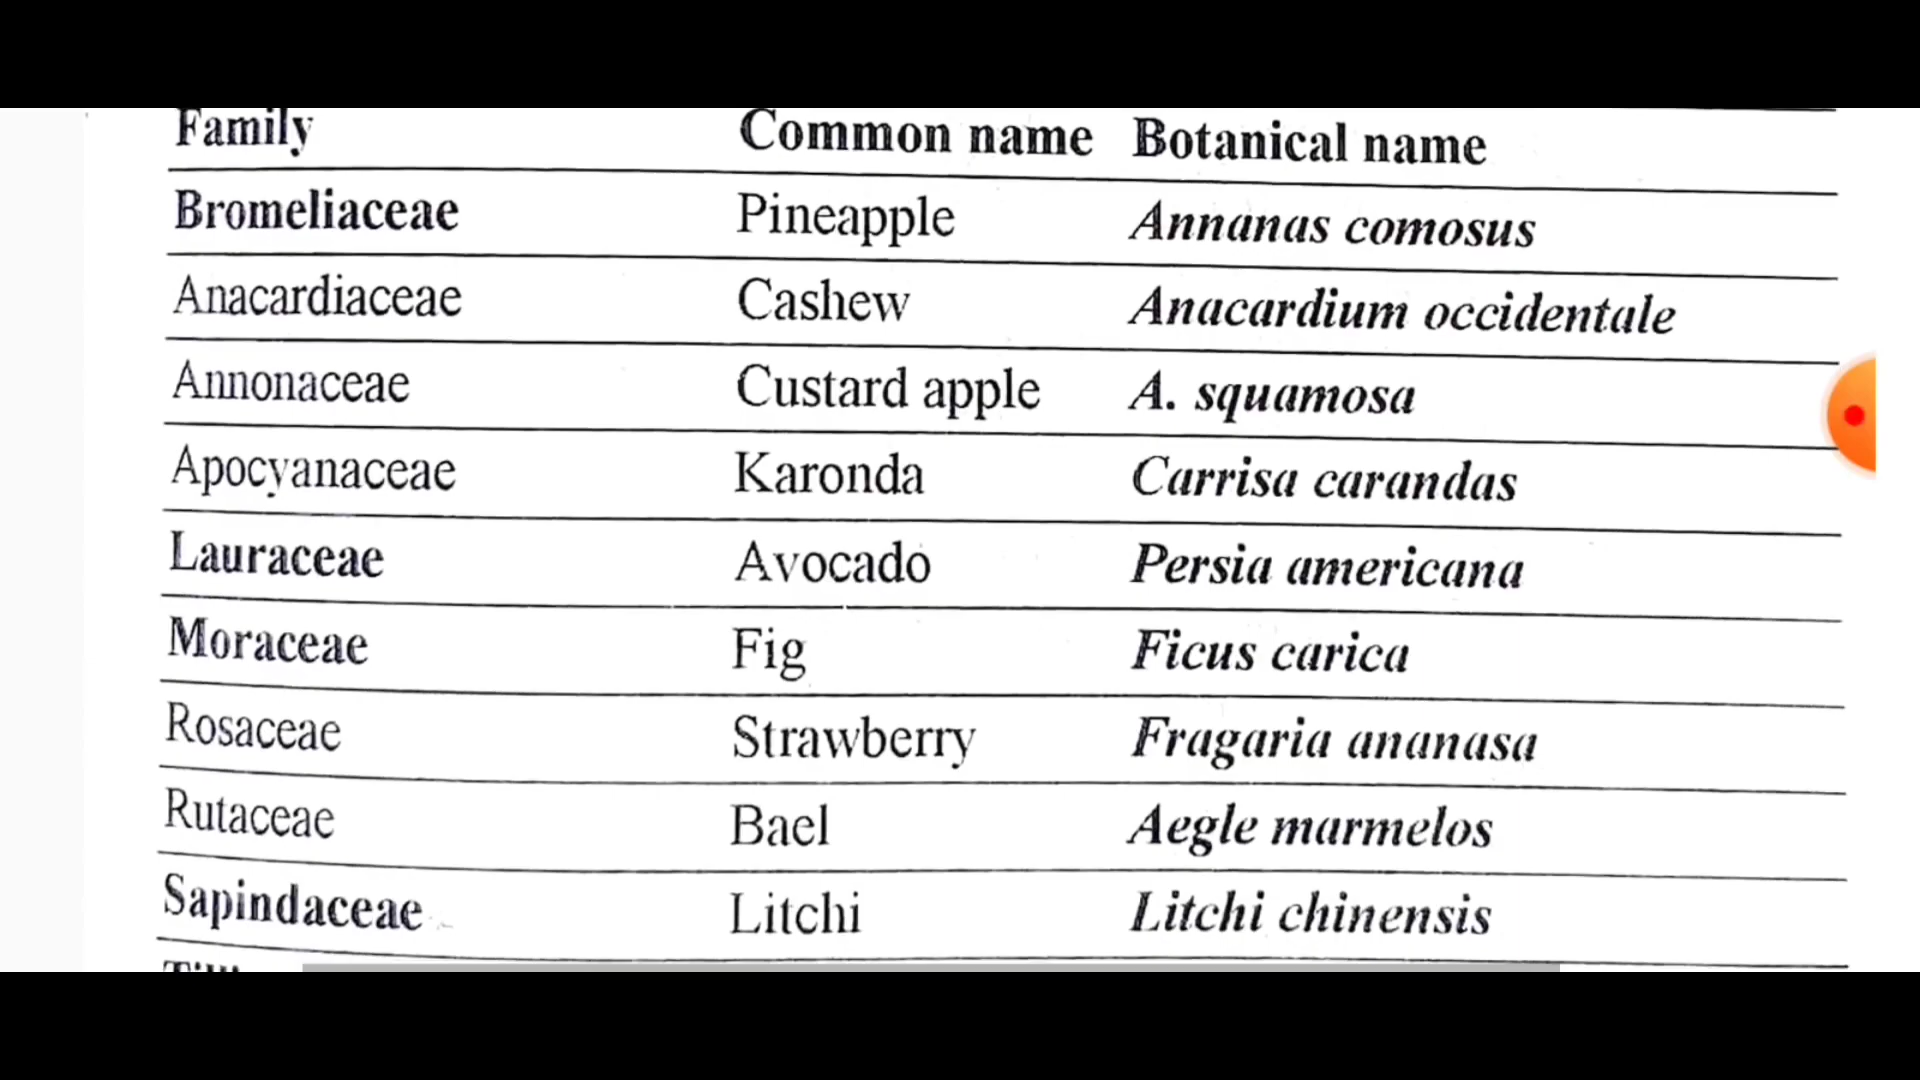 Family Common name Botanical name
Bromeliaceae Pineapple Annanas comosus
Anacardiaceae Cashew Anacardium occidentale
Annonaceae Custard apple A. squamosa
Apocyanaceae Karonda Carrisa carandas
Lauraceae Avocado Persia americana
Moraceae Fig Ficus carica
Rosaceae Strawberry Fragaria ananasa
Rutaceae Bael Aegle marmelos
Sapindaceae Litchi Litchi chinensis